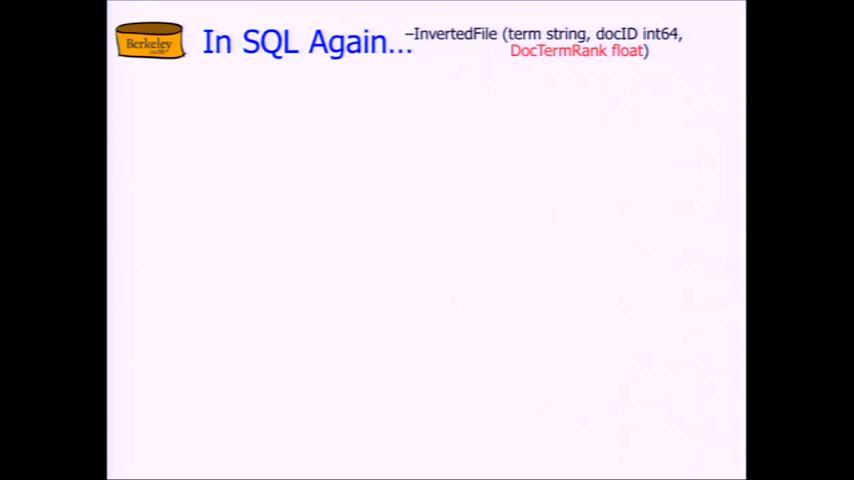 Berkeley
In SQL Again...
–InvertedFile (term string, docID int64,
DocTermRank float)